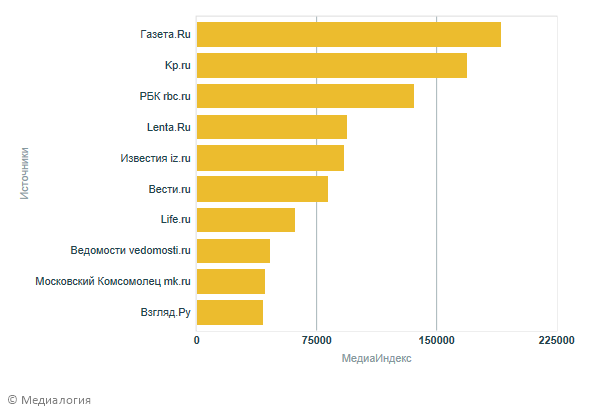 Газета.Ru
Kp.ru
РБК rbc.ru
Lenta.Ru
Известия iz.ru
Вести.ru
Life.ru
Ведомости vedomosti.ru
Московский Комсомолец mk.ru
Взгляд.Ру
Источники
0 75000 150000 225000
МедиаИндекс
© Медиалогия